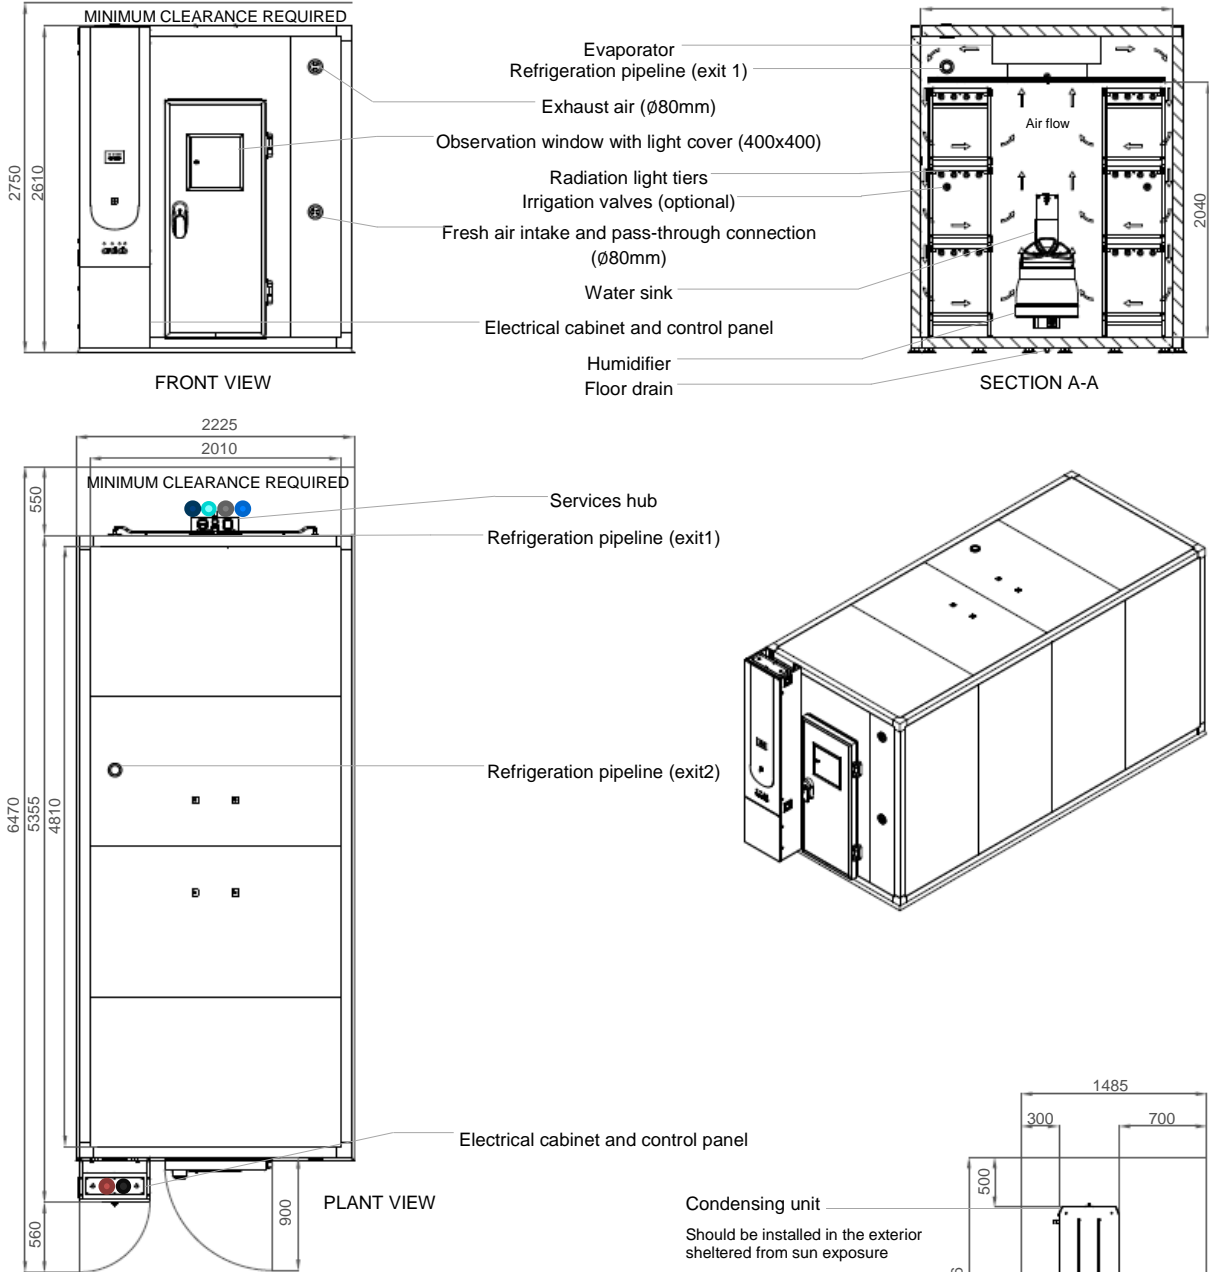 MINIMUM CLEARANCE REQUIRED
2750
2610
Evaporator
Refrigeration pipeline (exit 1)
Exhaust air (Ø80mm)
Observation window with light cover (400x400)
Radiation light tiers
Irrigation valves (optional)
Fresh air intake and pass-through connection
(Ø80mm)
Water sink
Electrical cabinet and control panel
Humidifier
Floor drain
Air flow
2040
FRONT VIEW
SECTION A-A
2225
2010
MINIMUM CLEARANCE REQUIRED
550
6470
5355
4810
Services hub
Refrigeration pipeline (exit1)
Refrigeration pipeline (exit2)
Electrical cabinet and control panel
PLANT VIEW
560
900
1485
300
700
500
Condensing unit
Should be installed in the exterior
sheltered from sun exposure